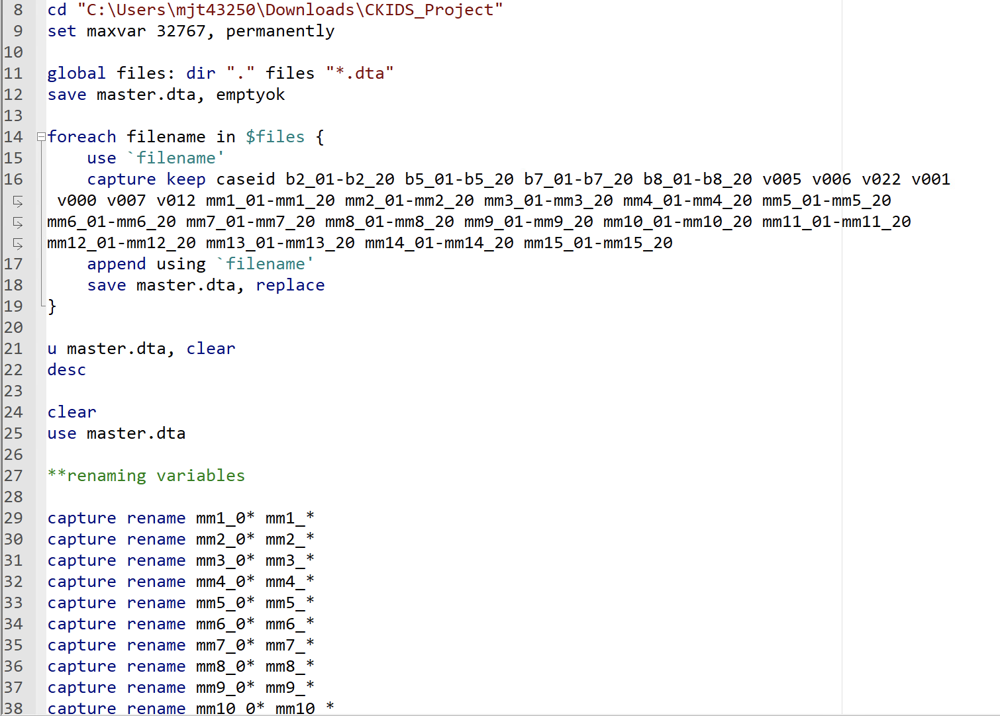 8 cd "C:\Users\mjt43250\Downloads\CKIDS_Project"
9 set maxvar 32767, permanently
10
11 global files: dir "." files "*.dta"
12 save master.dta, emptyok
13
14 foreach filename in $files {
15 use `filename'
16 capture keep caseid b2_01-b2_20 b5_01-b5_20 b7_01-b7_20 b8_01-b8_20 v005 v006 v022 v001
v000 v007 v012 mm1_01-mm1_20 mm2_01-mm2_20 mm3_01-mm3_20 mm4_01-mm4_20 mm5_01-mm5_20
mm6_01-mm6_20 mm7_01-mm7_20 mm8_01-mm8_20 mm9_01-mm9_20 mm10_01-mm10_20 mm11_01-mm11_20
mm12_01-mm12_20 mm13_01-mm13_20 mm14_01-mm14_20 mm15_01-mm15_20
17 append using `filename'
18 save master.dta, replace
19 }
20
21 u master.dta, clear
22 desc
23
24 clear
25 use master.dta
26
27 **renaming variables
28
29 capture rename mm1_0* mm1_*
30 capture rename mm2_0* mm2_*
31 capture rename mm3_0* mm3_*
32 capture rename mm4_0* mm4_*
33 capture rename mm5_0* mm5_*
34 capture rename mm6_0* mm6_*
35 capture rename mm7_0* mm7_*
36 capture rename mm8_0* mm8_*
37 capture rename mm9_0* mm9_*
38 capture rename mm10_0* mm10_*